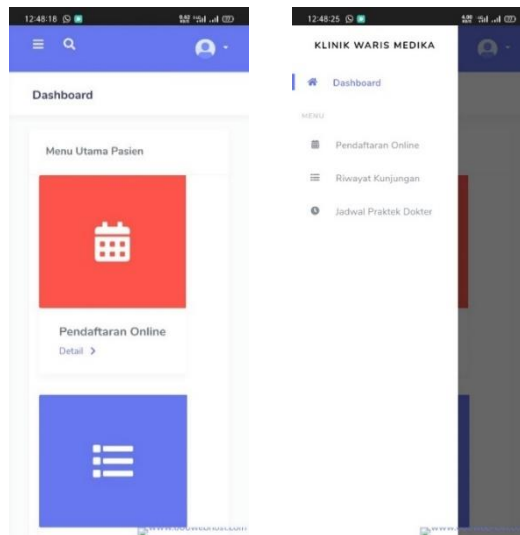 12:48:18
Dashboard
Menu Utama Pasien
Pendaftaran Online
Detail >
12:48:25
KLINIK WARIS MEDIKA
Dashboard
MENU
Pendaftaran Online
Riwayat Kunjungan
Jadwal Praktek Dokter